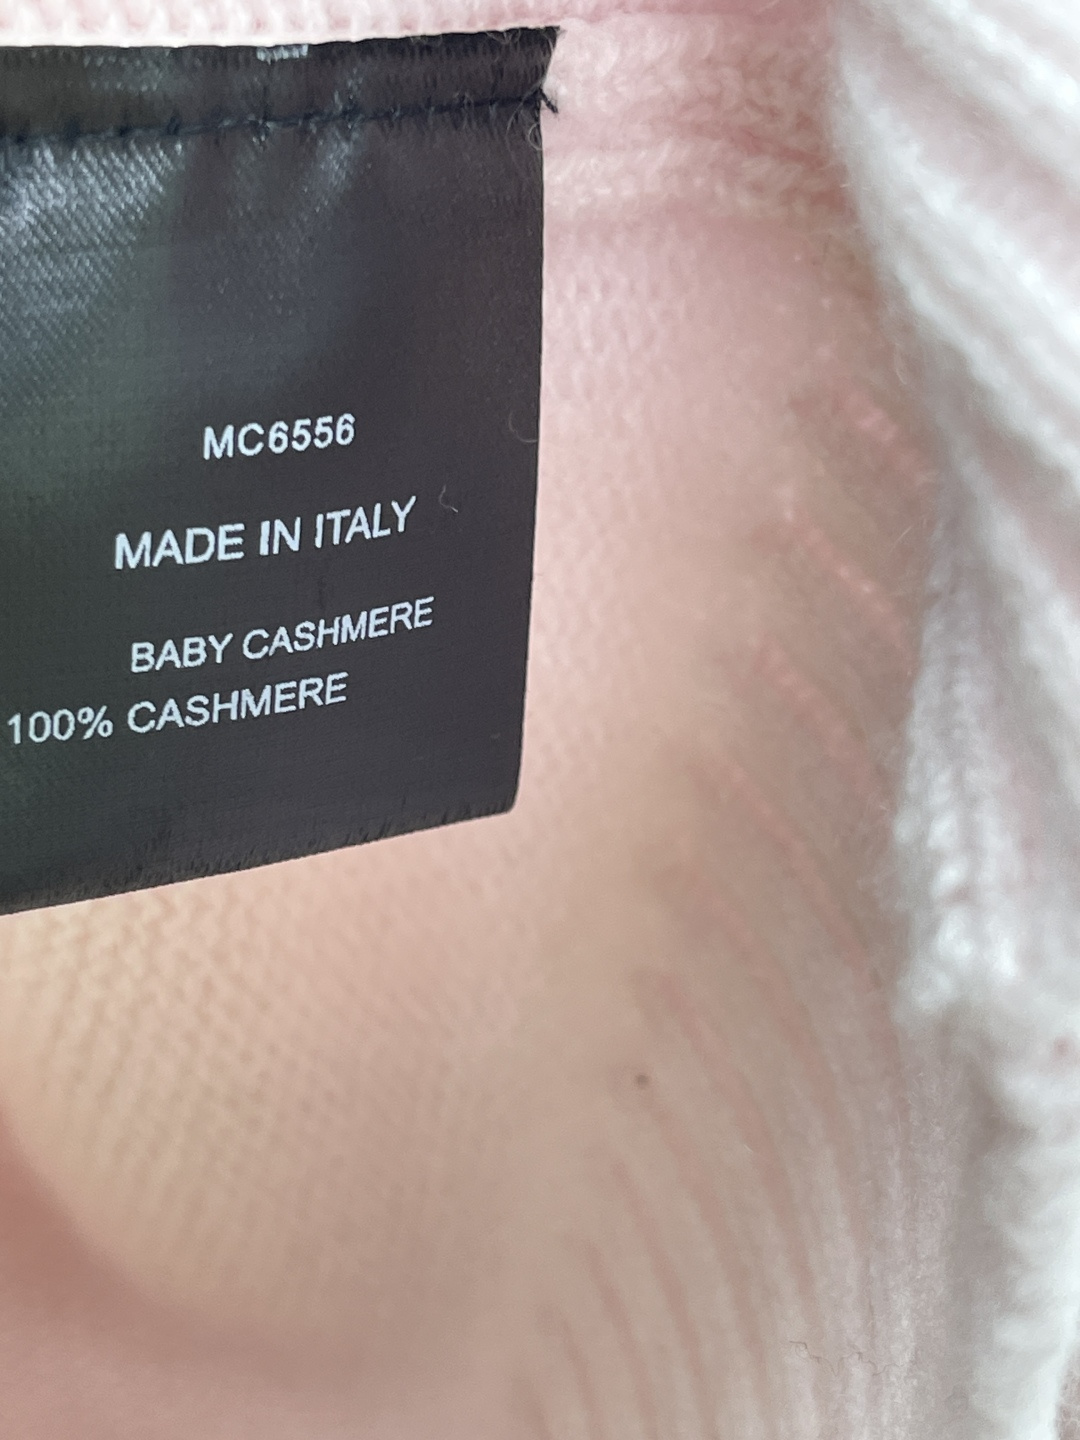 MC6556
MADE IN ITALY
BABY CASHMERE
100% CASHMERE